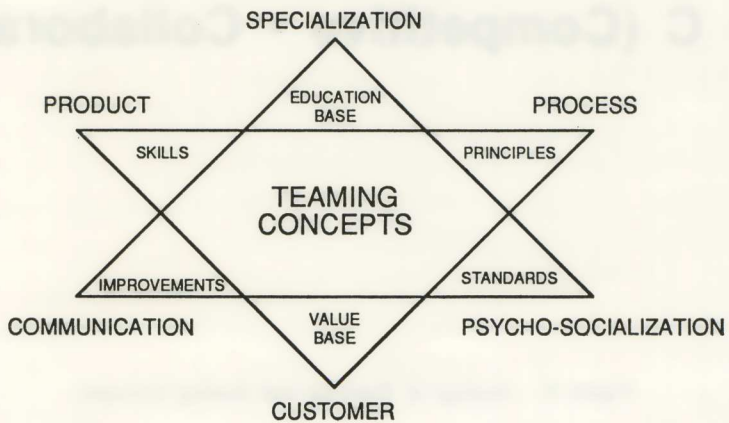 SPECIALIZATION
EDUCATION
BASE
PRODUCT
PROCESS
SKILLS
PRINCIPLES
TEAMING
CONCEPTS
IMPROVEMENTS
STANDARDS
COMMUNICATION
VALUE
BASE
PSYCHO-SOCIALIZATION
CUSTOMER